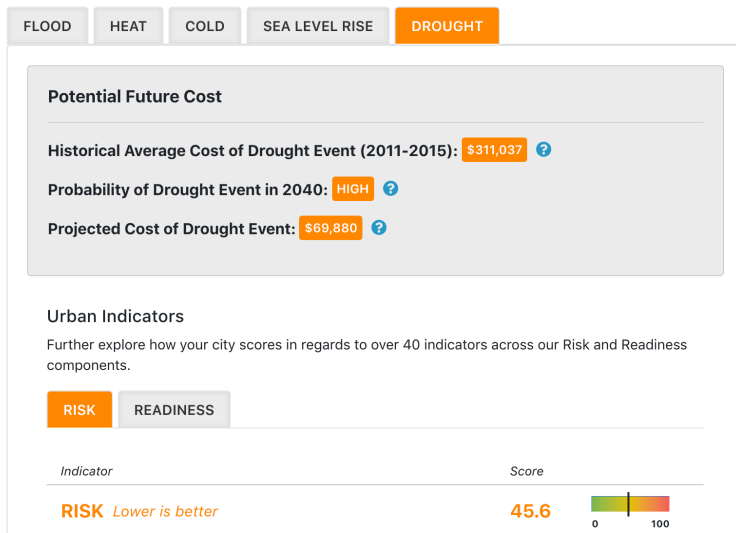 FLOOD HEAT COLD SEA LEVEL RISE DROUGHT
Potential Future Cost
Historical Average Cost of Drought Event (2011-2015): $311,037 ?
Probability of Drought Event in 2040: HIGH ?
Projected Cost of Drought Event: $69,880 ?
Urban Indicators
Further explore how your city scores in regards to over 40 indicators across our Risk and Readiness
components.
RISK READINESS
Indicator Score
RISK Lower is better 45.6
0 100